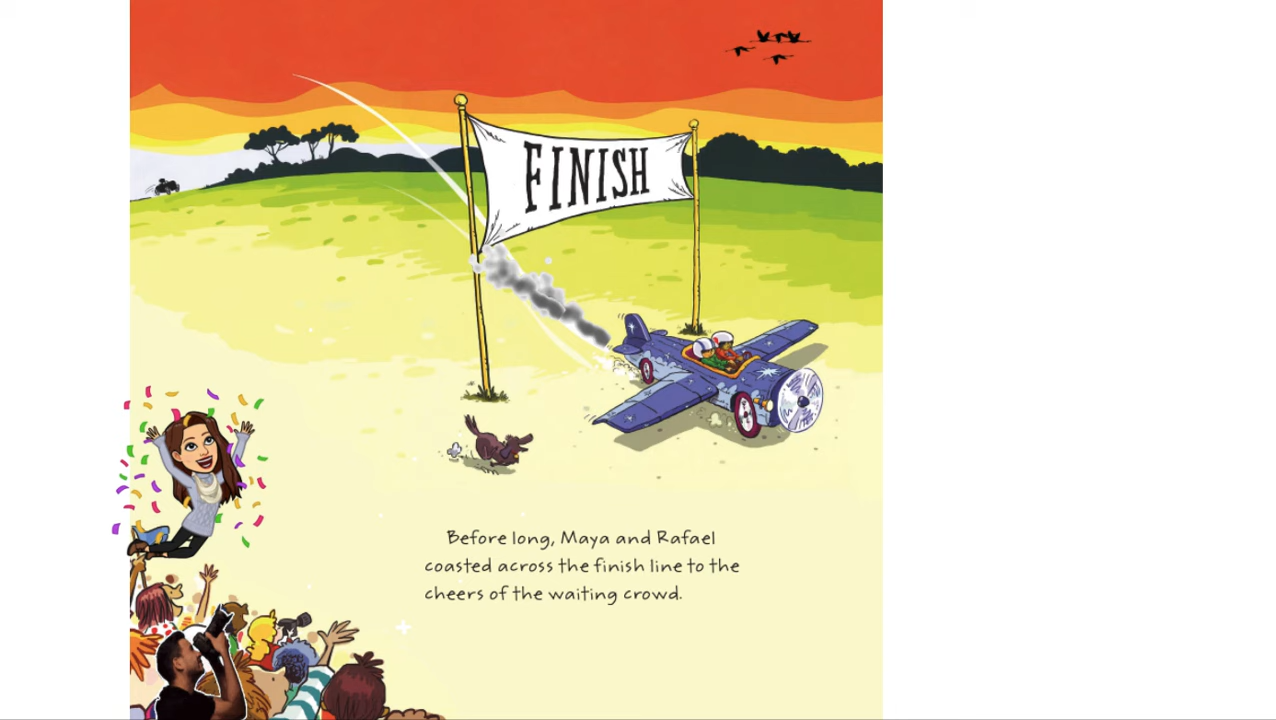 FINISH
Before long, Maya and Rafael
coasted across the finish line to the
cheers of the waiting crowd.